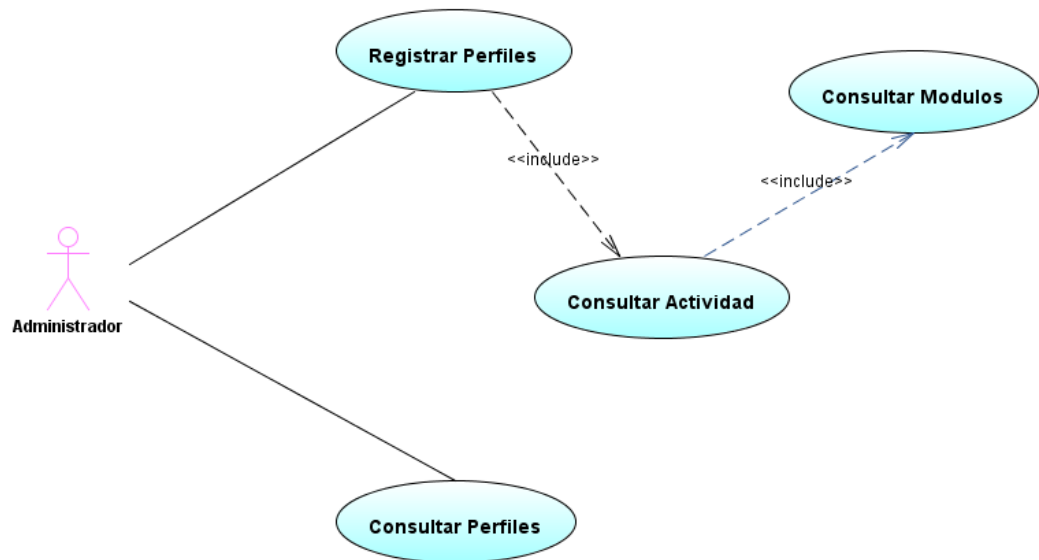 Registrar Perfiles
Consultar Modulos
<<include>>
<<include>>
Consultar Actividad
Administrador
Consultar Perfiles